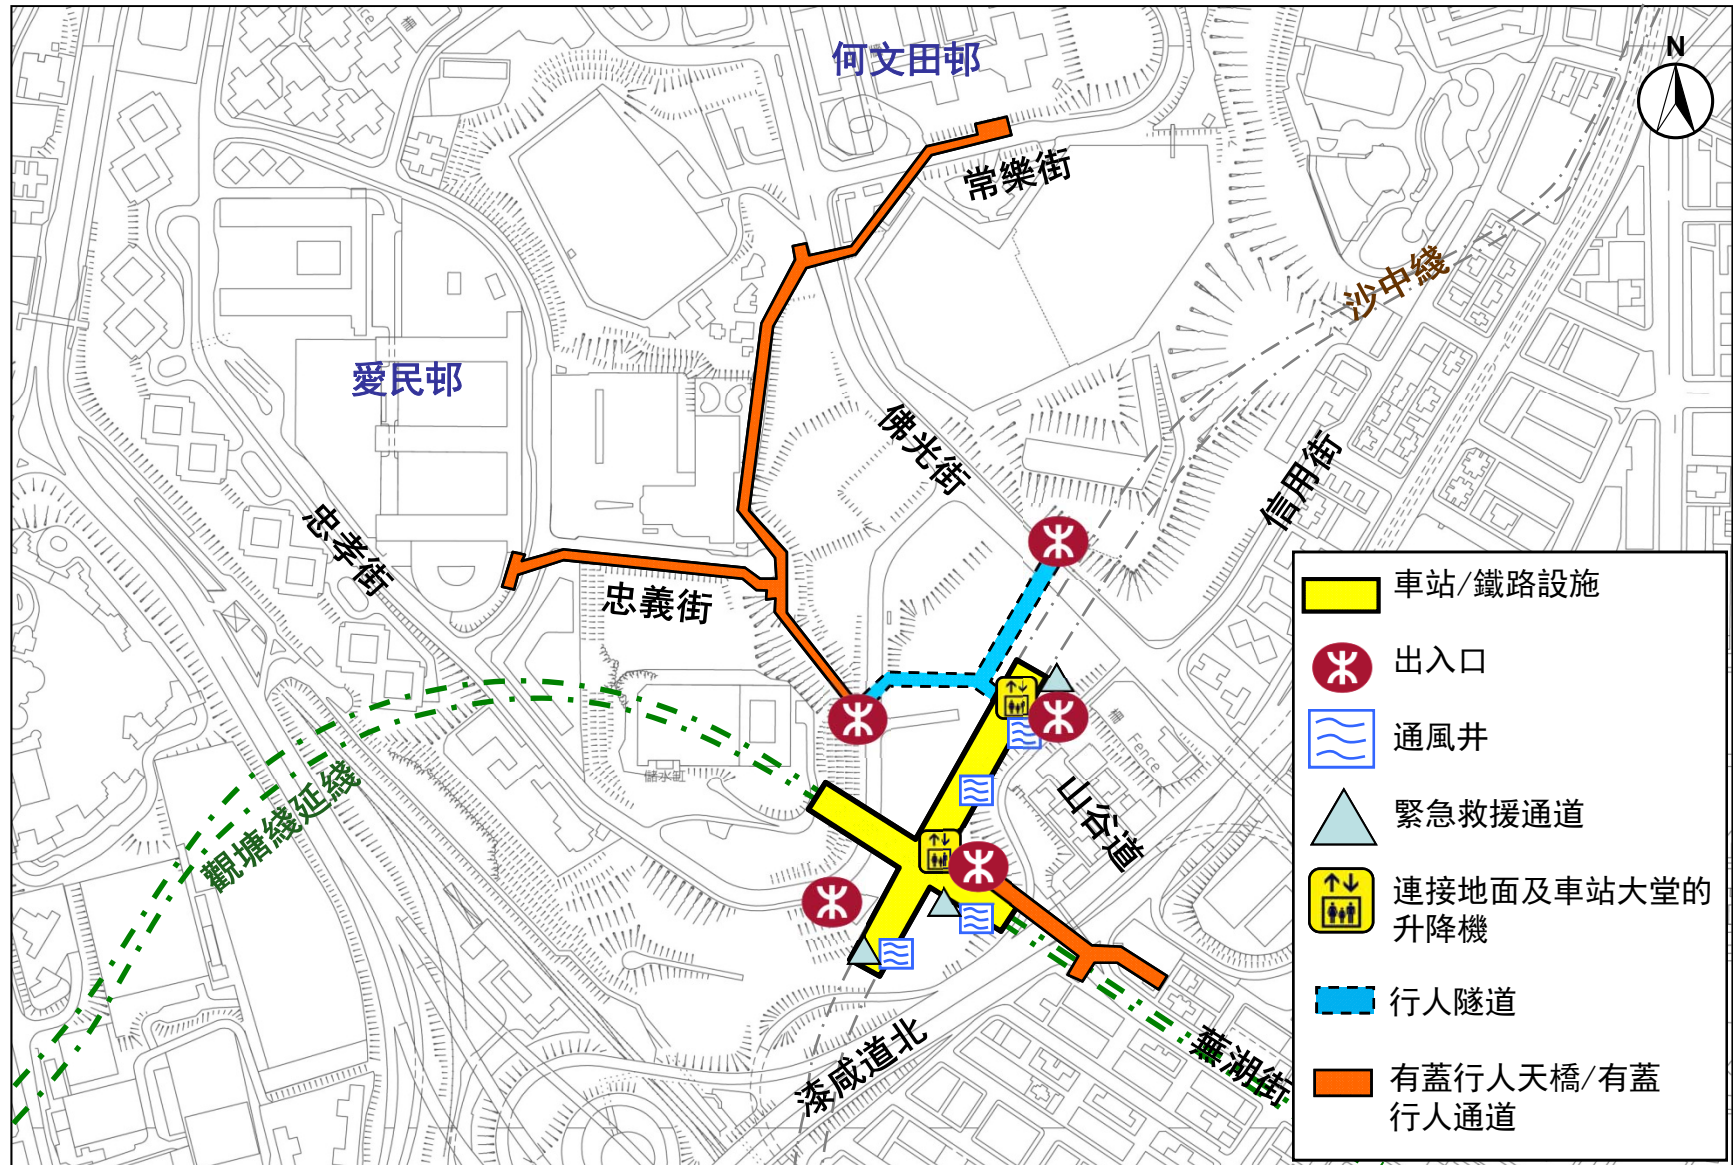 N
何文田邨
常樂街
沙中綫
愛民邨
佛光街
信用街
忠孝街
忠義街
柵
Fence
山谷道
儲水缸
觀塘綫延綫
漆咸道北
蕪湖街
車站/鐵路設施
出入口
通風井
緊急救援通道
連接地面及車站大堂的
升降機
行人隧道
有蓋行人天橋/有蓋
行人通道